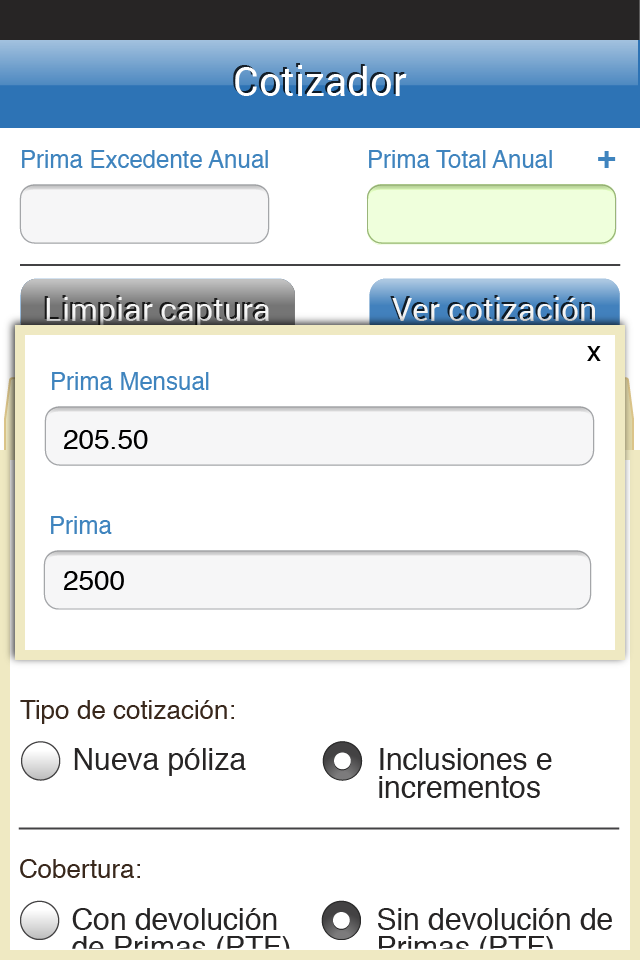 Cotizador
Prima Excedente Anual
Prima Total Anual +
Limpiar captura
Ver cotización
x
Prima Mensual
205.50
Prima
2500
Tipo de cotización:
Nueva póliza
Inclusiones e
incrementos
Cobertura:
Con devolución
de Primas (PTF)
Sin devolución de
Primas (PTF)